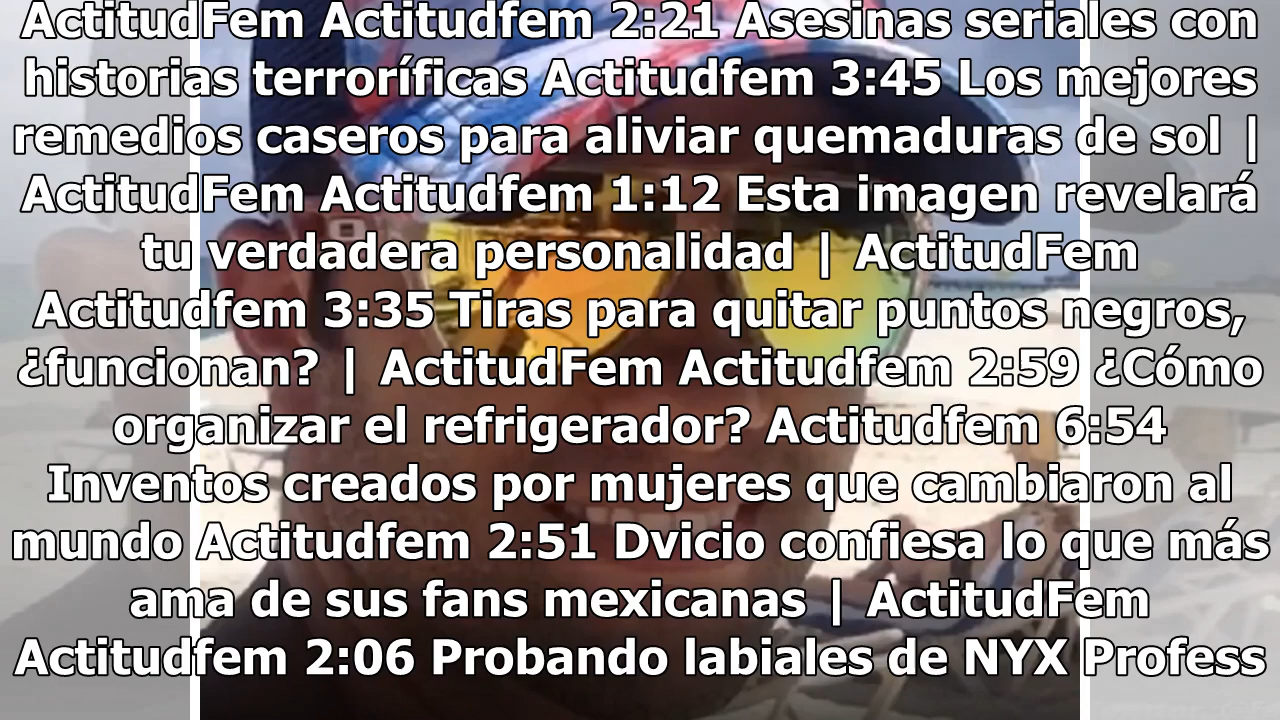 ActitudFem Actitudfem 2:21 Asesinas seriales con
historias terroríficas Actitudfem 3:45 Los mejores
remedios caseros para aliviar quemaduras de sol |
ActitudFem Actitudfem 1:12 Esta imagen revelará
tu verdadera personalidad | ActitudFem
Actitudfem 3:35 Tiras para quitar puntos negros,
¿funcionan? | ActitudFem Actitudfem 2:59 ¿Cómo
organizar el refrigerador? Actitudfem 6:54
Inventos creados por mujeres que cambiaron al
mundo Actitudfem 2:51 Dvicio confiesa lo que más
ama de sus fans mexicanas | ActitudFem
Actitudfem 2:06 Probando labiales de NYX Profess